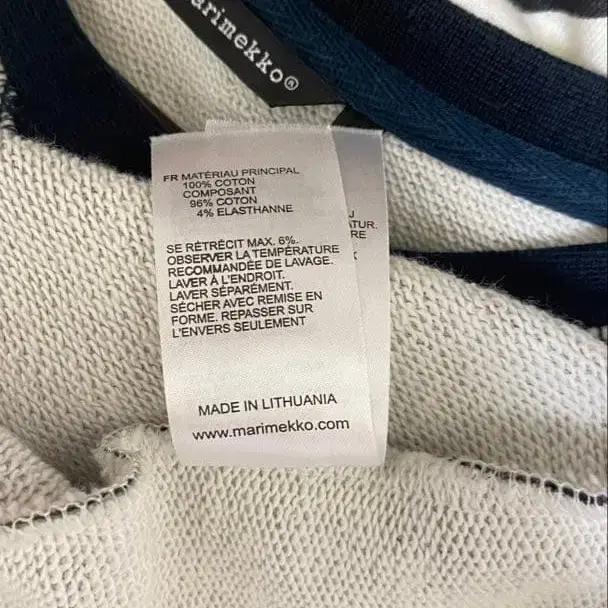 marimekko®
FR MATÉRIAU PRINCIPAL
100% COTON
COMPOSANT
96% COTON
4% ELASTHANNE
SE RÉTRÉCIT MAX. 6%.
OBSERVER LA TEMPÉRATURE
RECOMMANDÉE DE LAVAGE.
LAVER À L'ENDROIT.
LAVER SÉPARÉMENT.
SÉCHER AVEC REMISE EN
FORME. REPASSER SUR
L'ENVERS SEULEMENT
MADE IN LITHUANIA
www.marimekko.com